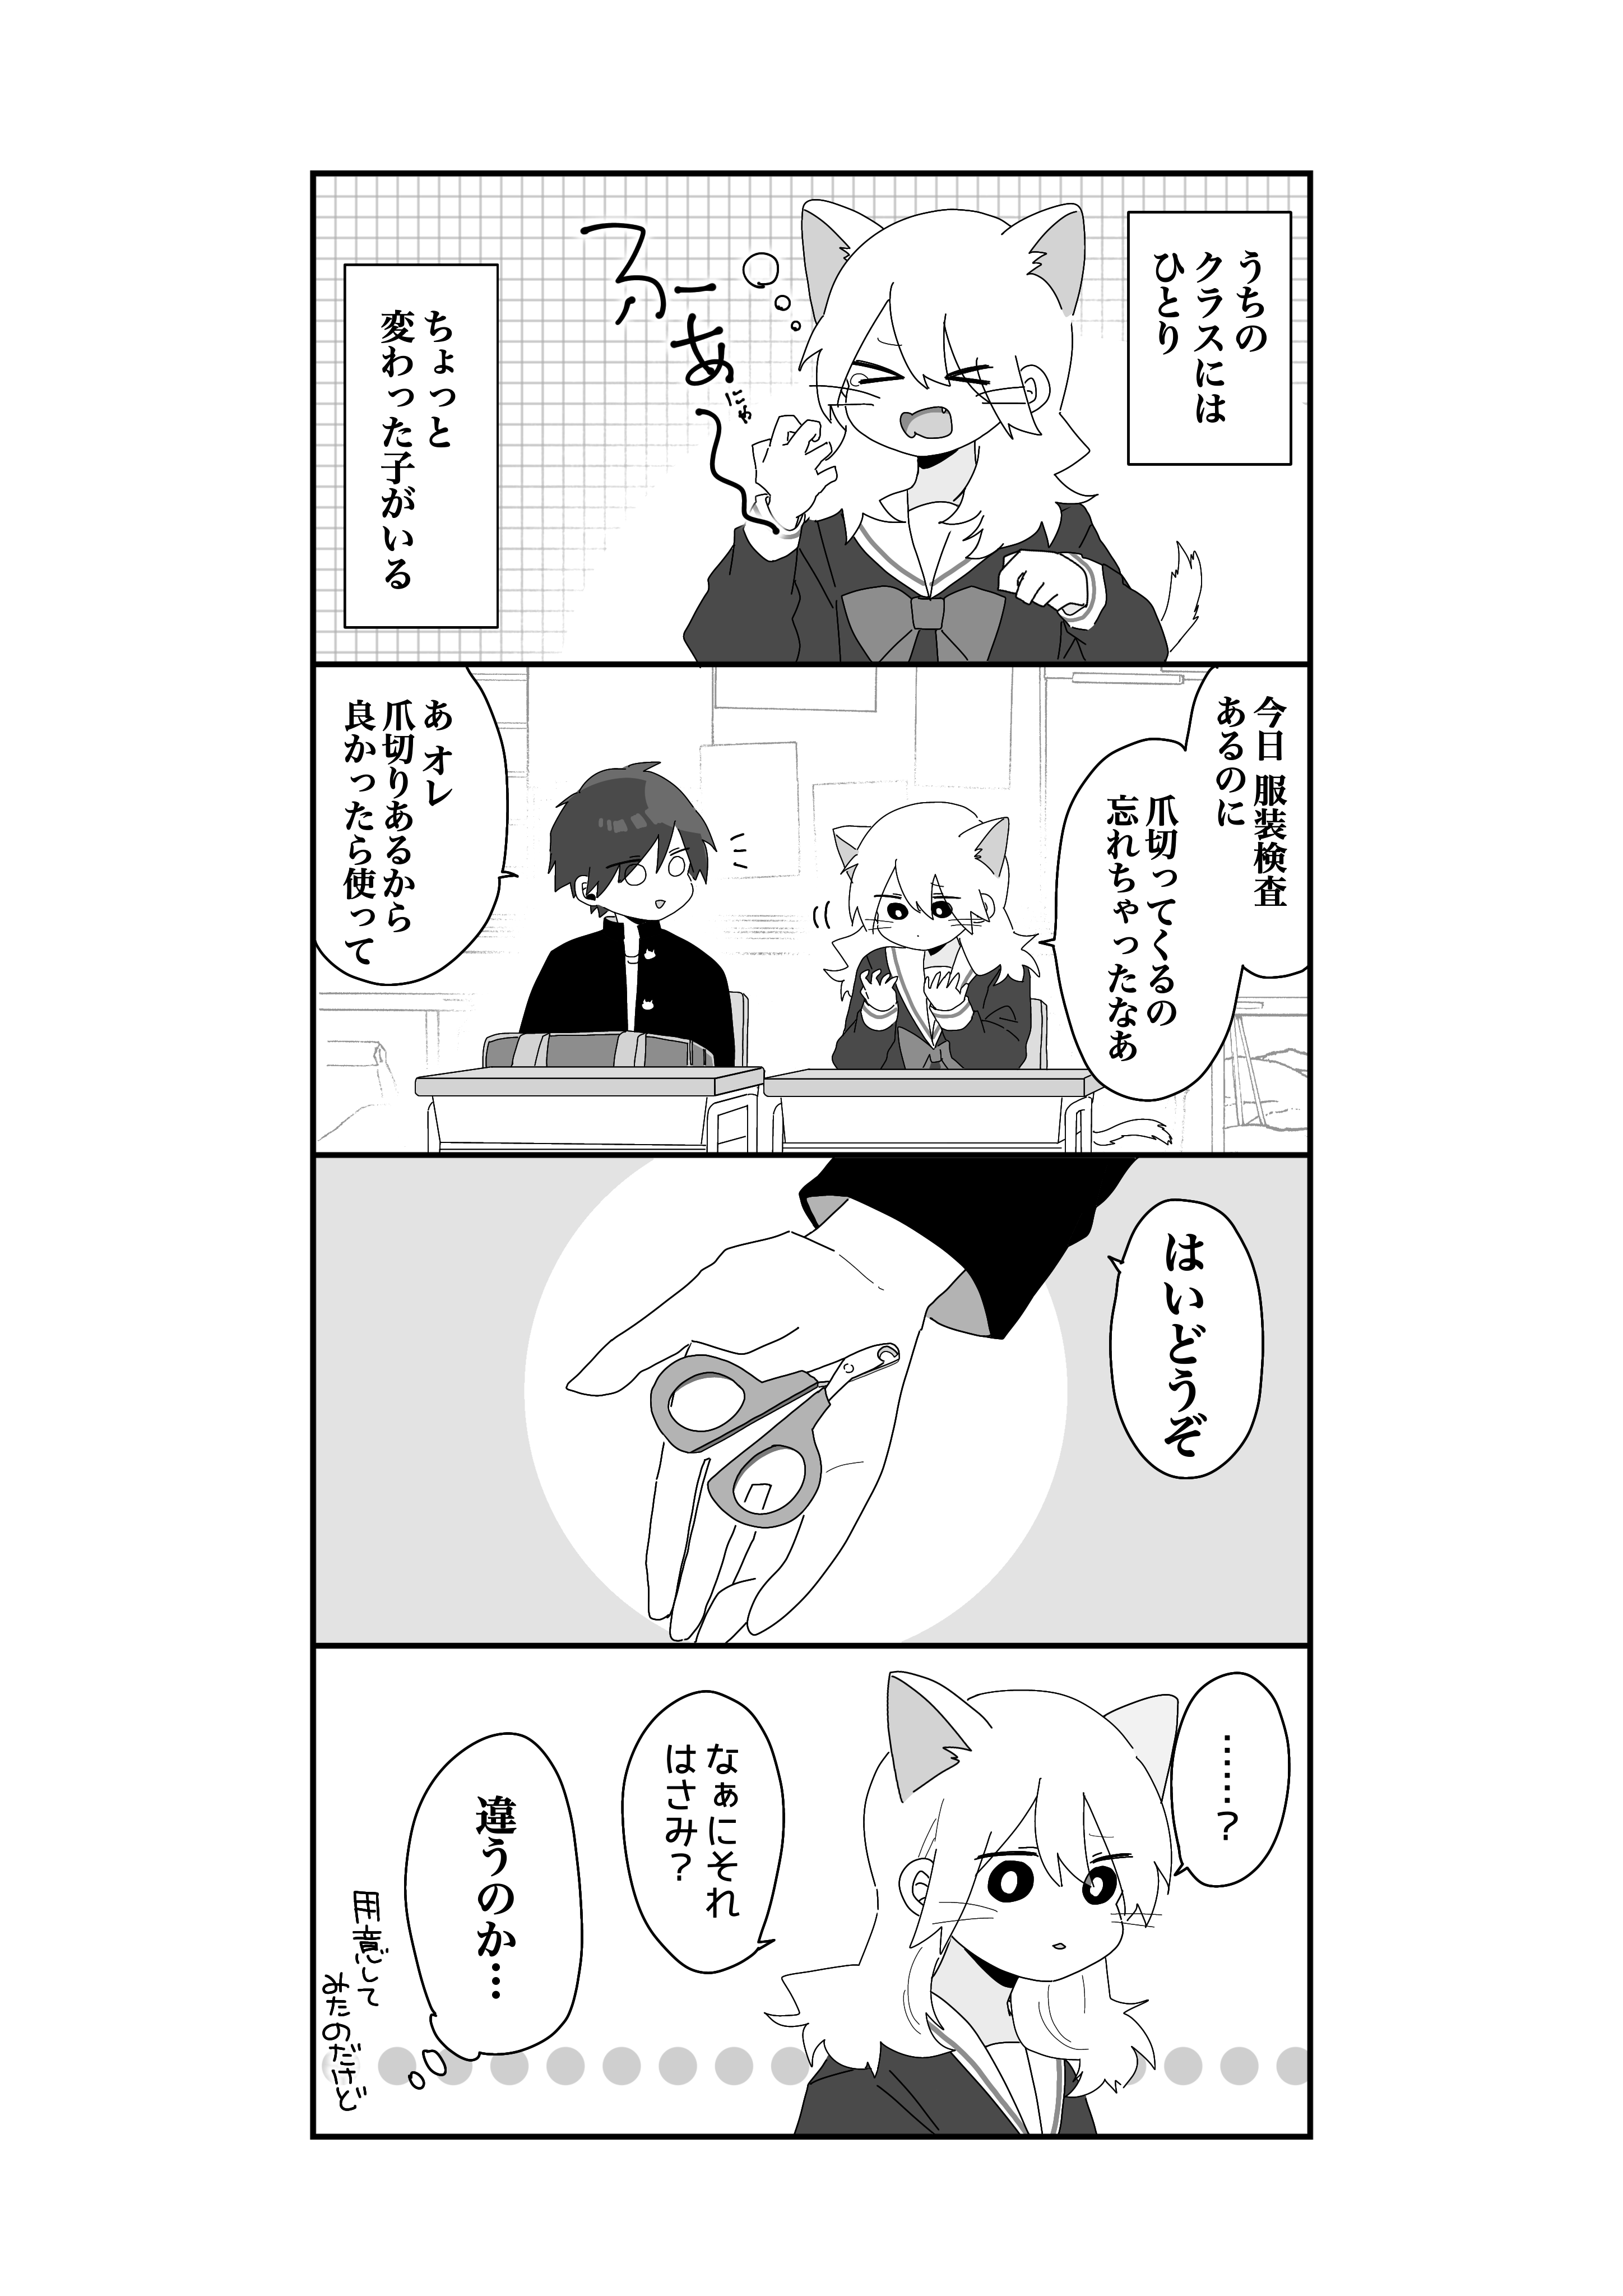 うちの
クラスには
ひとり
ふーあ
にゃ
ちょっと
変わった子がいる
今日 服装検査
あるのに
爪切ってくるの
忘れちゃったなあ
あ オレ
爪切りあるから
良かったら使って
はいどうぞ
……？
なぁにそれ
はさみ？
違うのか…
用意して
みたのだけど